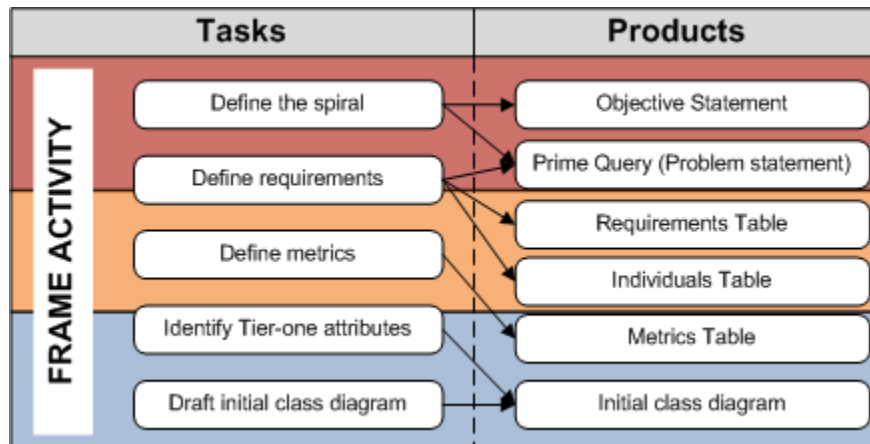 Tasks
Products
FRAME ACTIVITY
Define the spiral
Objective Statement
Define requirements
Prime Query (Problem statement)
Requirements Table
Define metrics
Individuals Table
Identify Tier-one attributes
Metrics Table
Draft initial class diagram
Initial class diagram